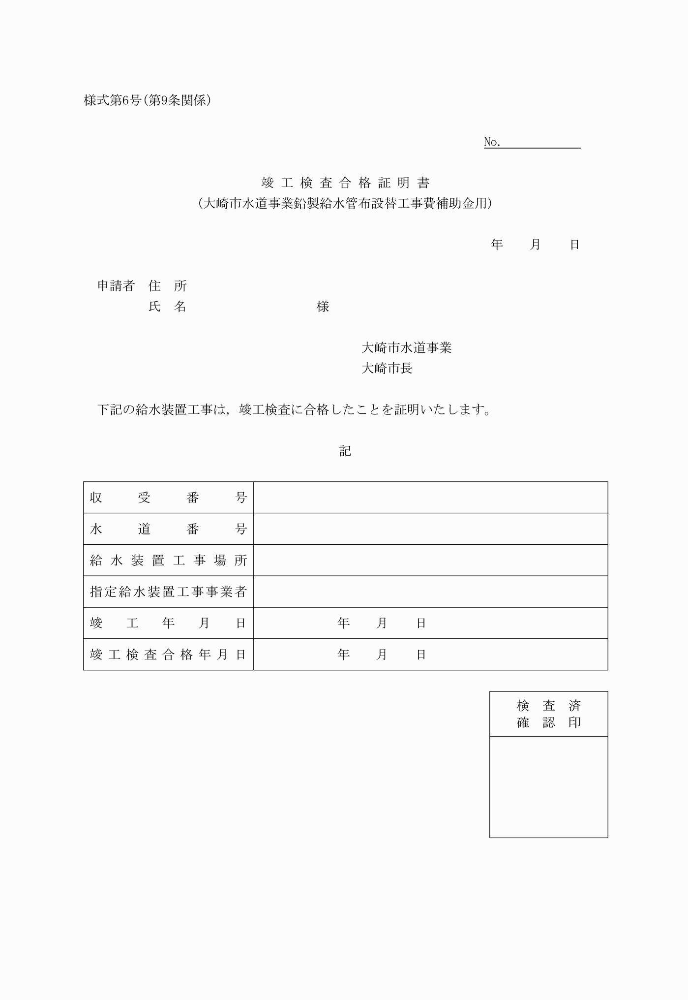 様式第6号(第9条関係)
No.
竣工検査合格証明書
(大崎市水道事業鉛製給水管布設替工事費補助金用)
年　　月　　日
申請者　住　所
氏　名　　　　　　　　　　様
大崎市水道事業
大崎市長
下記の給水装置工事は，竣工検査に合格したことを証明いたします。
記
収受番号
水道番号
給水装置工事場所
指定給水装置工事事業者
竣工年月日　　年　　月　　日
竣工検査合格年月日　　年　　月　　日
検　査　済
確　認　印